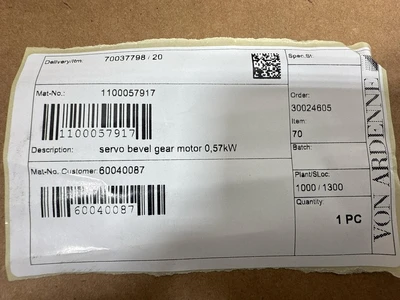 Delivery/Itm: 70037798 / 20
Spec.St:
Mat-No.: 1100057917
1100057917
Order:
30024605
Item:
70
Description: servo bevel gear motor 0,57kW
Batch:
Mat-No. Customer: 60040087
60040087
Plant/SLoc:
1000 / 1300
Quantity:
1 PC
VON ARDENNE